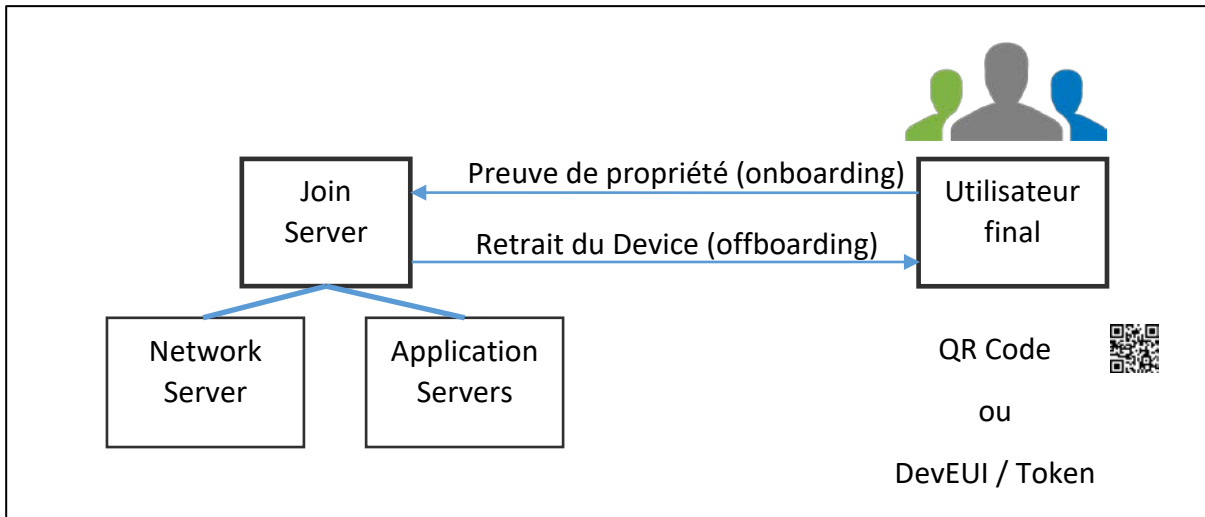 Preuve de propriété (onboarding)
Join
Server
Utilisateur
final
Retrait du Device (offboarding)
Network
Server
Application
Servers
QR Code
ou
DevEUI / Token